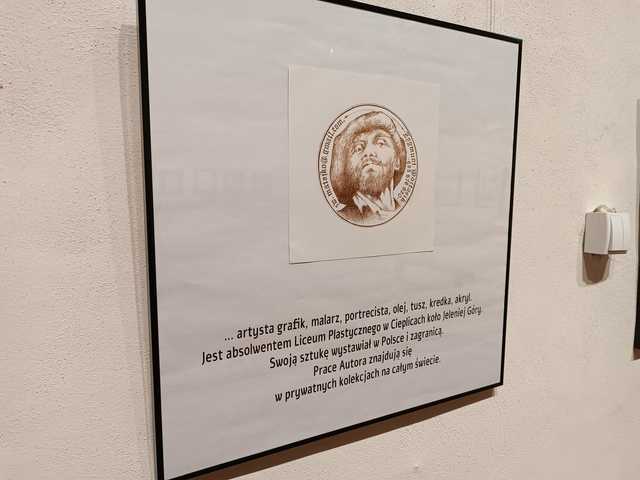 ... artysta grafik, malarz, portrecista, olej, tusz, kredka, akryl.
Jest absolwentem Liceum Plastycznego w Cieplicach koło Jeleniej Góry.
Swoją sztukę wystawiał w Polsce i zagranicą.
Prace Autora znajdują się
w prywatnych kolekcjach na całym świecie.